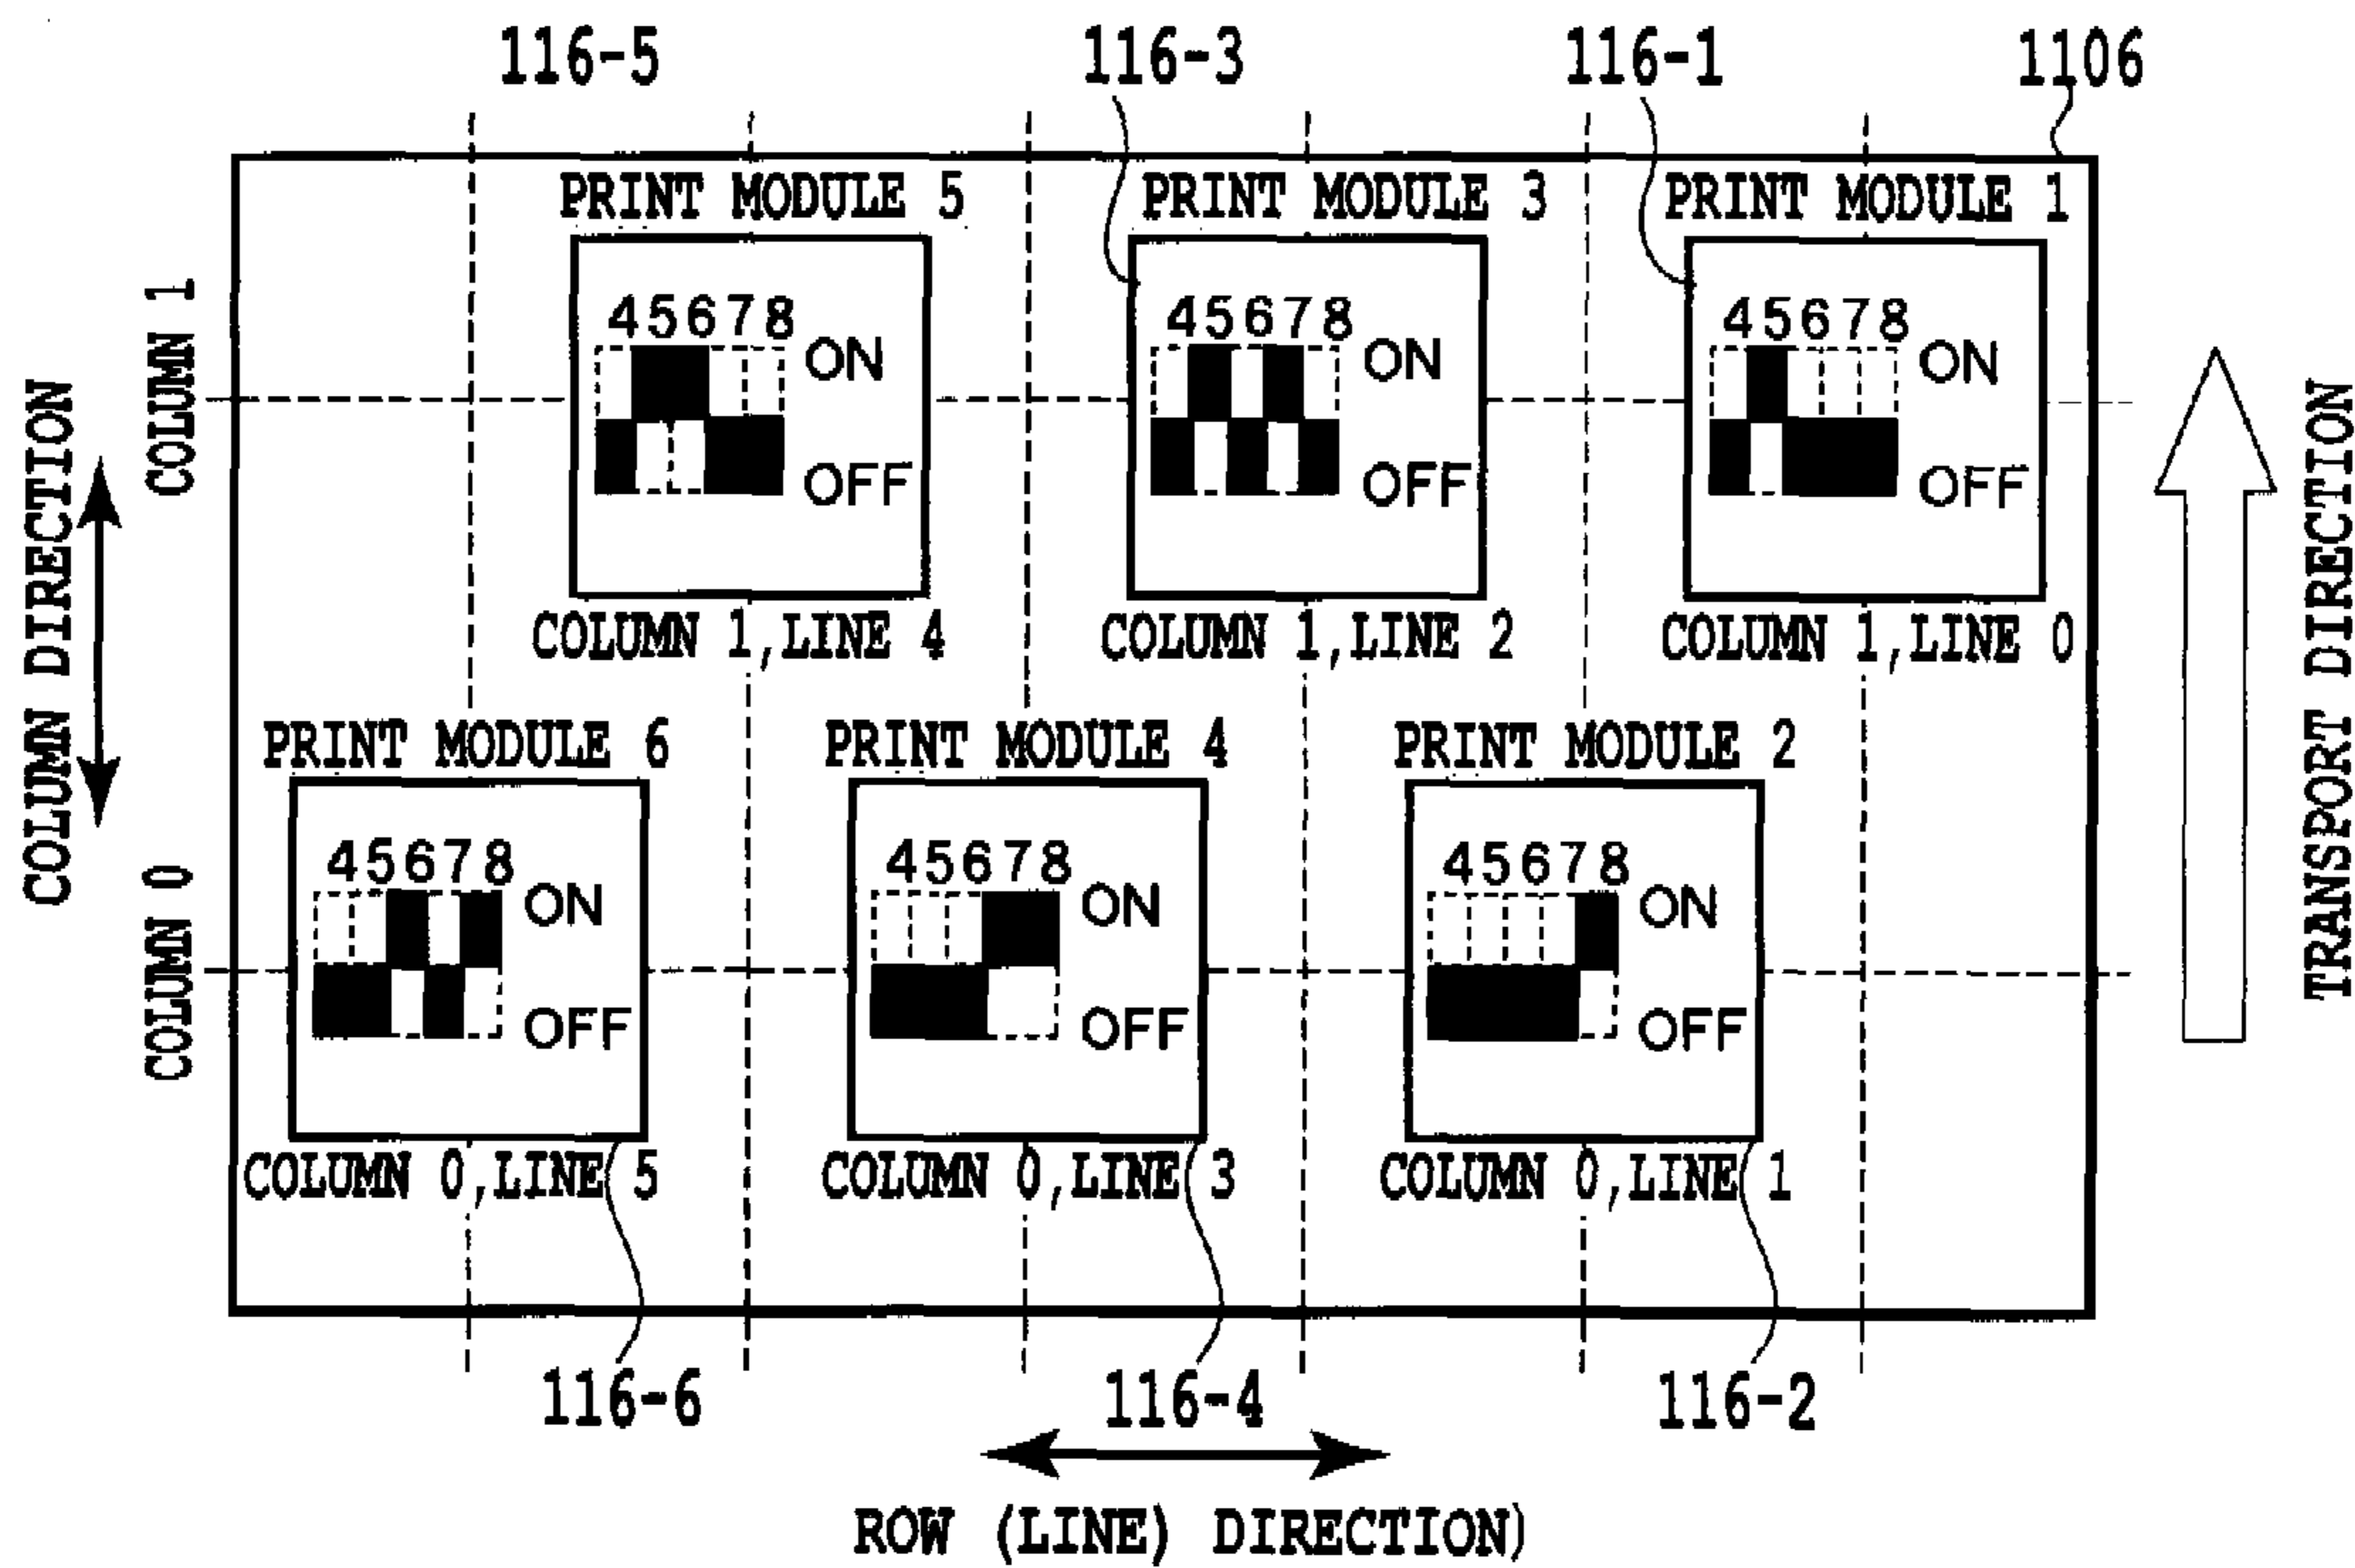 116-5
116-3
116-1
1106
PRINT MODULE 5
PRINT MODULE 3
PRINT MODULE 1
45678
ON
OFF
45678
ON
OFF
45678
ON
OFF
COLUMN 1,LINE 4
COLUMN 1,LINE 2
COLUMN 1,LINE 0
COLUMN DIRECTION
COLUMN 1
COLUMN 0
TRANSPORT DIRECTION
PRINT MODULE 6
PRINT MODULE 4
PRINT MODULE 2
45678
ON
OFF
45678
ON
OFF
45678
ON
OFF
COLUMN 0,LINE 5
COLUMN 0,LINE 3
COLUMN 0,LINE 1
116-6
116-4
116-2
ROW (LINE) DIRECTION)